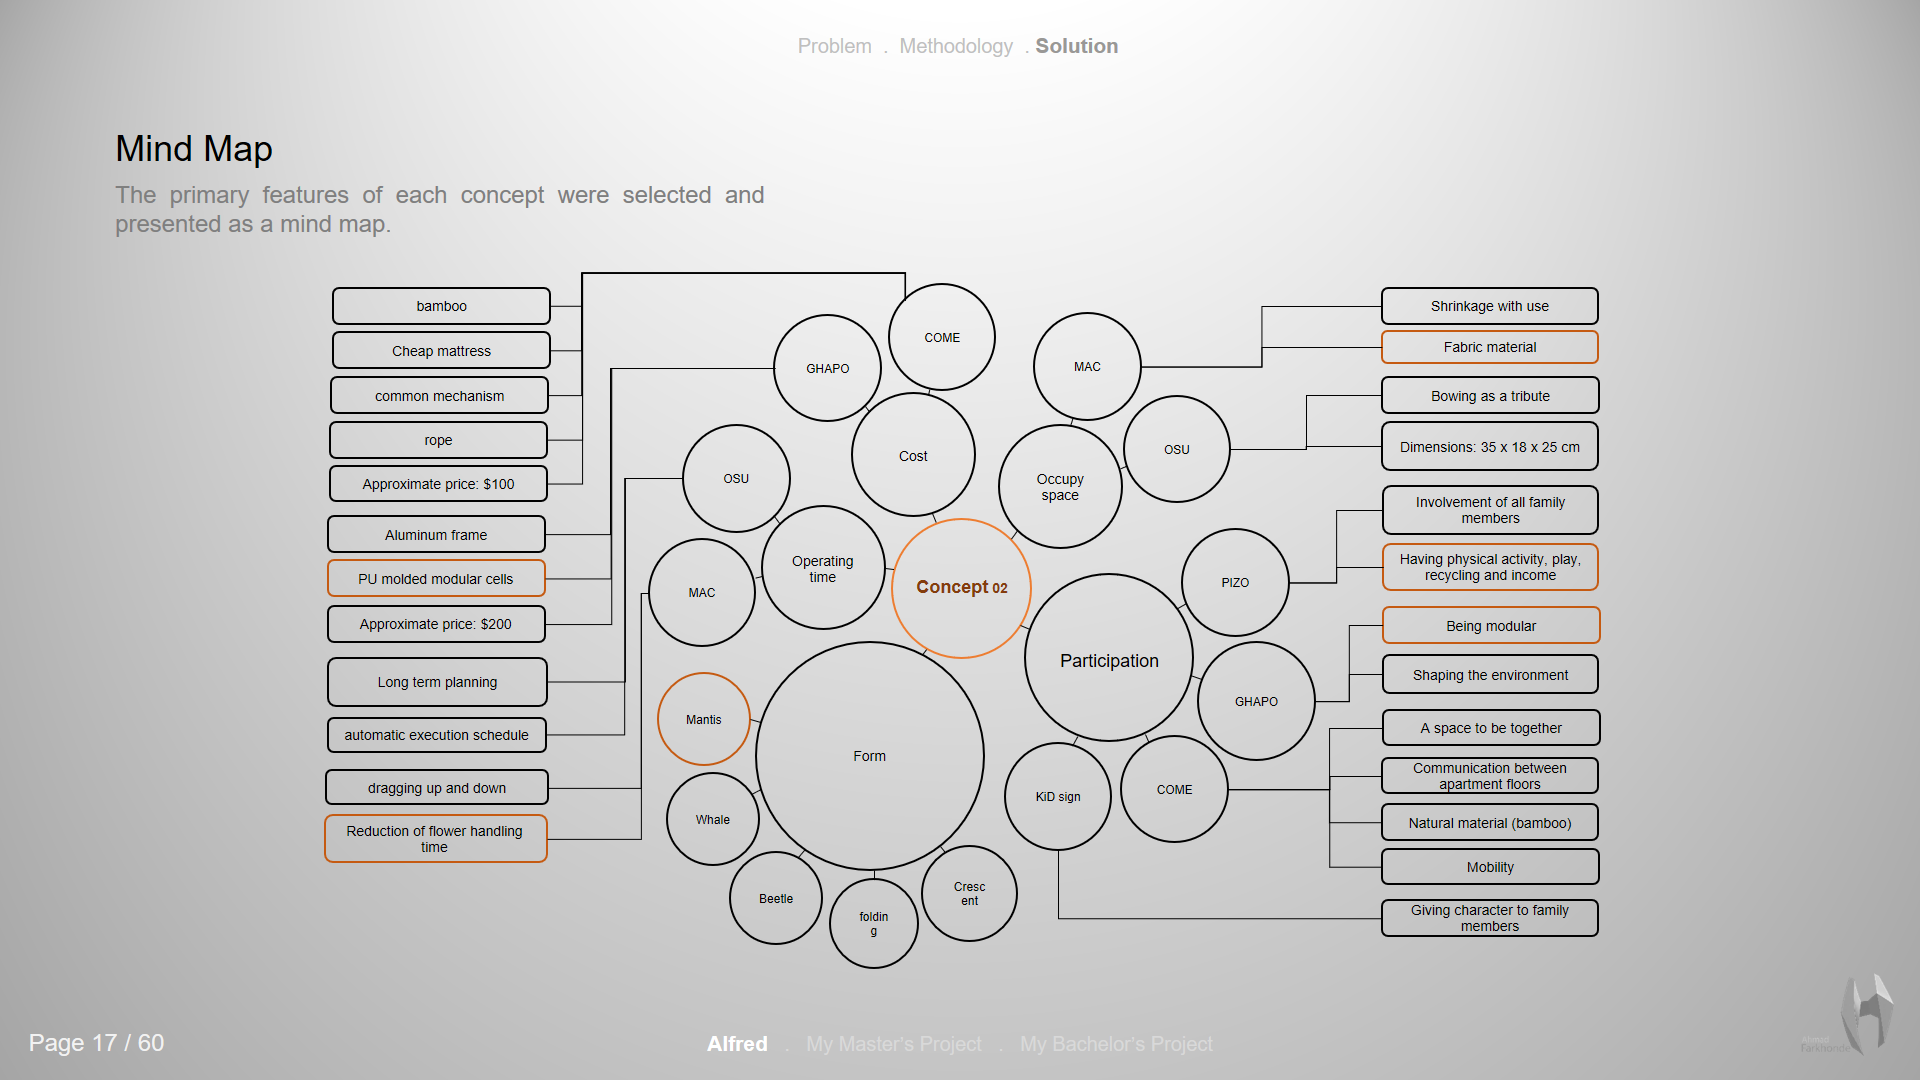 Problem . Methodology . Solution
Mind Map
The primary features of each concept were selected and
presented as a mind map.
bamboo
Cheap mattress
common mechanism
rope
Approximate price: $100
Aluminum frame
PU molded modular cells
Approximate price: $200
Long term planning
automatic execution schedule
dragging up and down
Reduction of flower handling
time
COME
GHAPO
Cost
OSU
Operating
time
MAC
Concept 02
Mantis
Form
Whale
Beetle
foldin
g
Cresc
ent
MAC
OSU
Occupy
space
PIZO
Participation
GHAPO
KiD sign
COME
Shrinkage with use
Fabric material
Bowing as a tribute
Dimensions: 35 x 18 x 25 cm
Involvement of all family
members
Having physical activity, play,
recycling and income
Being modular
Shaping the environment
A space to be together
Communication between
apartment floors
Natural material (bamboo)
Mobility
Giving character to family
members
Page 17 / 60
Alfred . My Master's Project . My Bachelor's Project
Ahmad